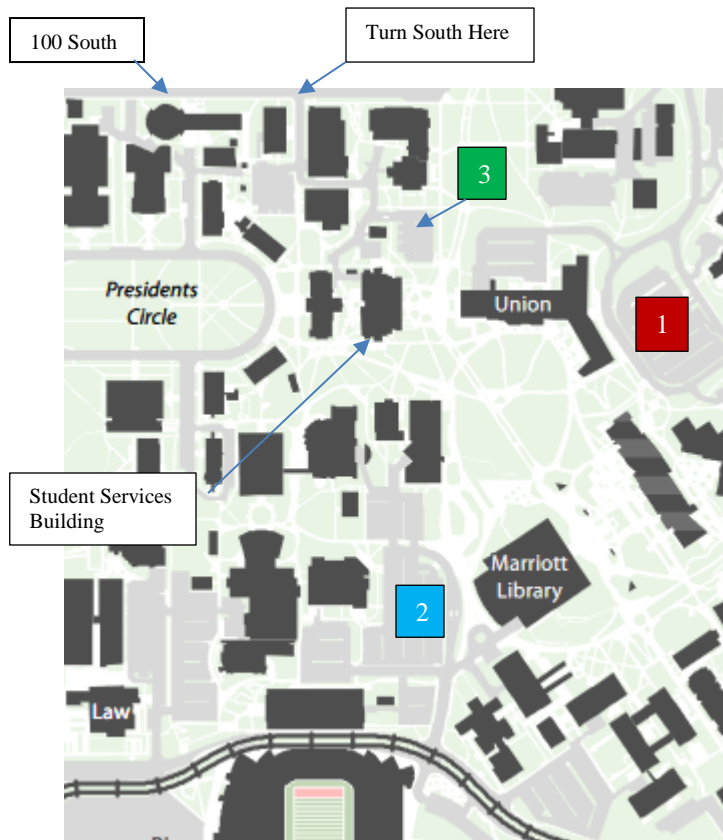 100 South
Turn South Here
3
Presidents
Circle
Union
1
Student Services
Building
Marriott
Library
2
Law